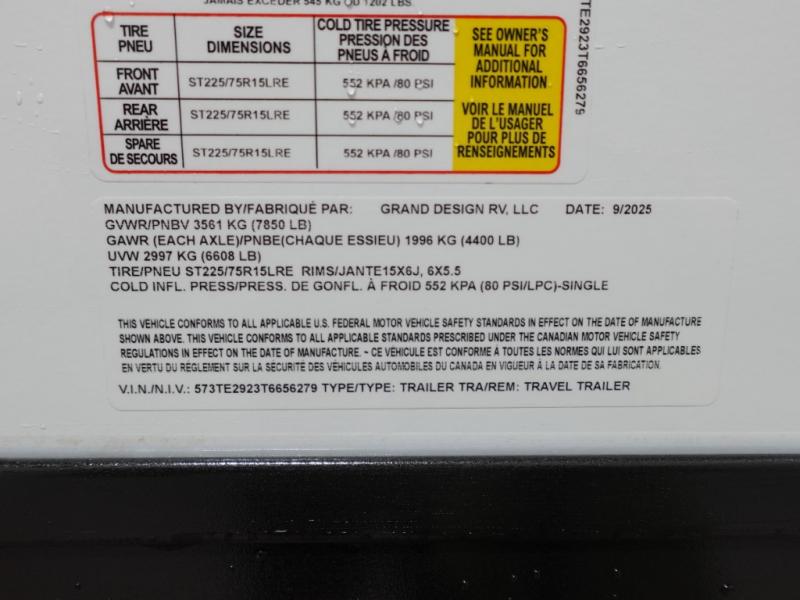 JAMAIS EXCÉDER 545 KG OU 1202 LBS.
TIRE PNEU
SIZE DIMENSIONS
COLD TIRE PRESSURE PRESSION DES PNEUS À FROID
SEE OWNER'S MANUAL FOR ADDITIONAL INFORMATION
VOIR LE MANUEL DE L'USAGER POUR PLUS DE RENSEIGNEMENTS
FRONT AVANT ST225/75R15LRE 552 KPA /80 PSI
REAR ARRIÈRE ST225/75R15LRE 552 KPA /80 PSI
SPARE DE SECOURS ST225/75R15LRE 552 KPA /80 PSI
TE2923T6656279
MANUFACTURED BY/FABRIQUÉ PAR: GRAND DESIGN RV, LLC DATE: 9/2025
GVWR/PNBV 3561 KG (7850 LB)
GAWR (EACH AXLE)/PNBE(CHAQUE ESSIEU) 1996 KG (4400 LB)
UVW 2997 KG (6608 LB)
TIRE/PNEU ST225/75R15LRE RIMS/JANTE15X6J, 6X5.5
COLD INFL. PRESS/PRESS. DE GONFL. À FROID 552 KPA (80 PSI/LPC)-SINGLE
THIS VEHICLE CONFORMS TO ALL APPLICABLE U.S. FEDERAL MOTOR VEHICLE SAFETY STANDARDS IN EFFECT ON THE DATE OF MANUFACTURE
SHOWN ABOVE. THIS VEHICLE CONFORMS TO ALL APPLICABLE STANDARDS PRESCRIBED UNDER THE CANADIAN MOTOR VEHICLE SAFETY
REGULATIONS IN EFFECT ON THE DATE OF MANUFACTURE. - CE VÉHICULE EST CONFORME À TOUTES LES NORMES QUI LUI SONT APPLICABLES
EN VERTU DU RÈGLEMENT SUR LA SÉCURITÉ DES VÉHICULES AUTOMOBILES DU CANADA EN VIGUEUR À LA DATE DE SA FABRICATION.
V.I.N./N.I.V.: 573TE2923T6656279 TYPE/TYPE: TRAILER TRA/REM: TRAVEL TRAILER